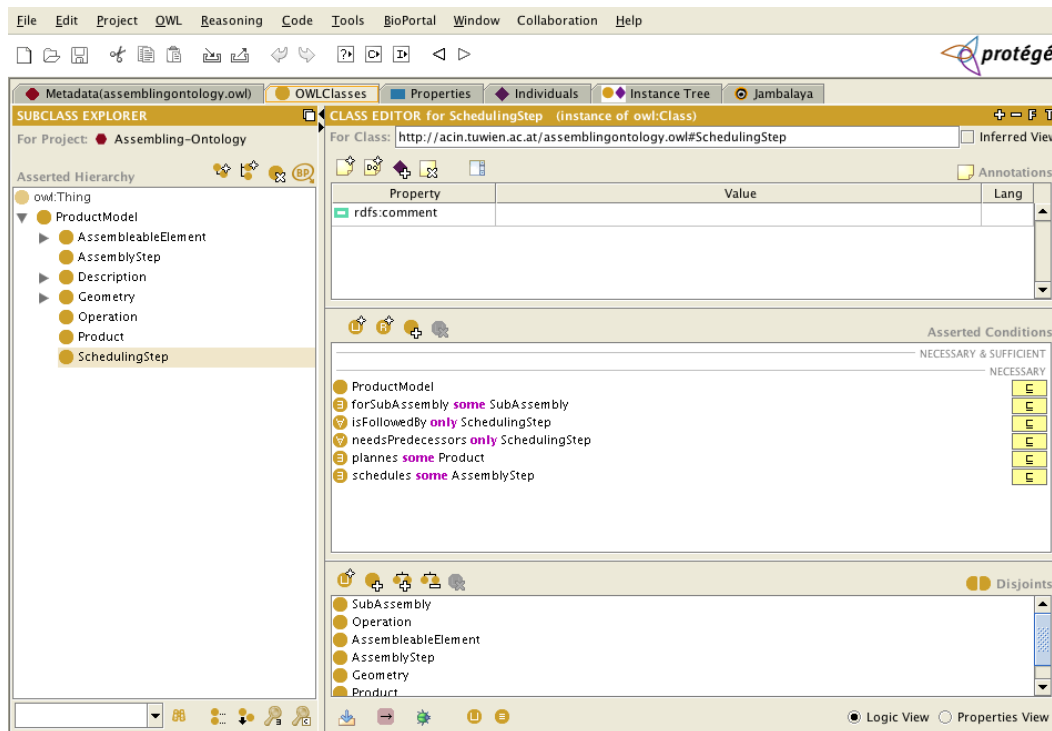 File Edit Project OWL Reasoning Code Tools BioPortal Window Collaboration Help
protégé
Metadata(assemblingontology.owl) OWLClasses Properties Individuals Instance Tree Jambalaya
SUBCLASS EXPLORER
For Project: Assembling-Ontology
Asserted Hierarchy
owl:Thing
ProductModel
AssembleableElement
AssemblyStep
Description
Geometry
Operation
Product
SchedulingStep
CLASS EDITOR for SchedulingStep (instance of owl:Class)
For Class: http://acin.tuwien.ac.at/assemblingontology.owl#SchedulingStep Inferred View
Annotations
Property Value Lang
rdfs:comment
Asserted Conditions
NECESSARY & SUFFICIENT
NECESSARY
ProductModel
forSubAssembly some SubAssembly
isFollowedBy only SchedulingStep
needsPredecessors only SchedulingStep
plannes some Product
schedules some AssemblyStep
Disjoints
SubAssembly
Operation
AssembleableElement
AssemblyStep
Geometry
Product
Logic View Properties View